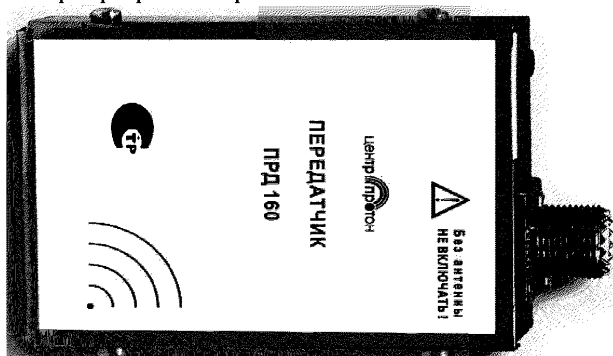 Без антенны
НЕ ВКЛЮЧАТЬ!
центр протон
ПЕРЕДАТЧИК
ПРД 160